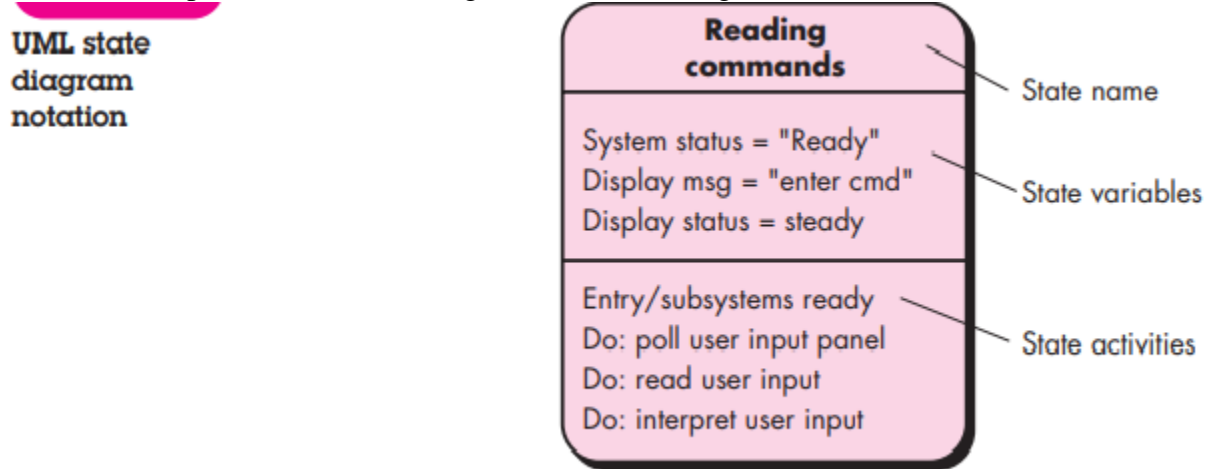 UML state
diagram
notation
Reading
commands
State name
System status = "Ready"
Display msg = "enter cmd"
Display status = steady
State variables
Entry/subsystems ready
Do: poll user input panel
Do: read user input
Do: interpret user input
State activities